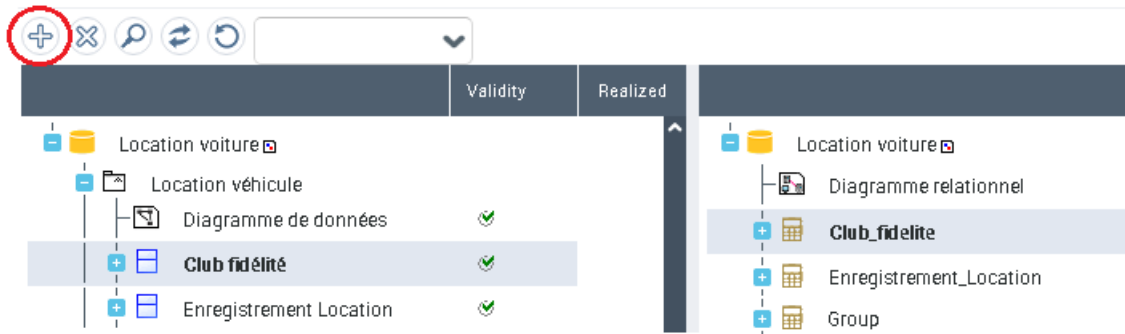 Validity Realized
Location voiture
Location véhicule
Diagramme de données
Club fidélité
Enregistrement Location
Location voiture
Diagramme relationnel
Club_fidelite
Enregistrement_Location
Group